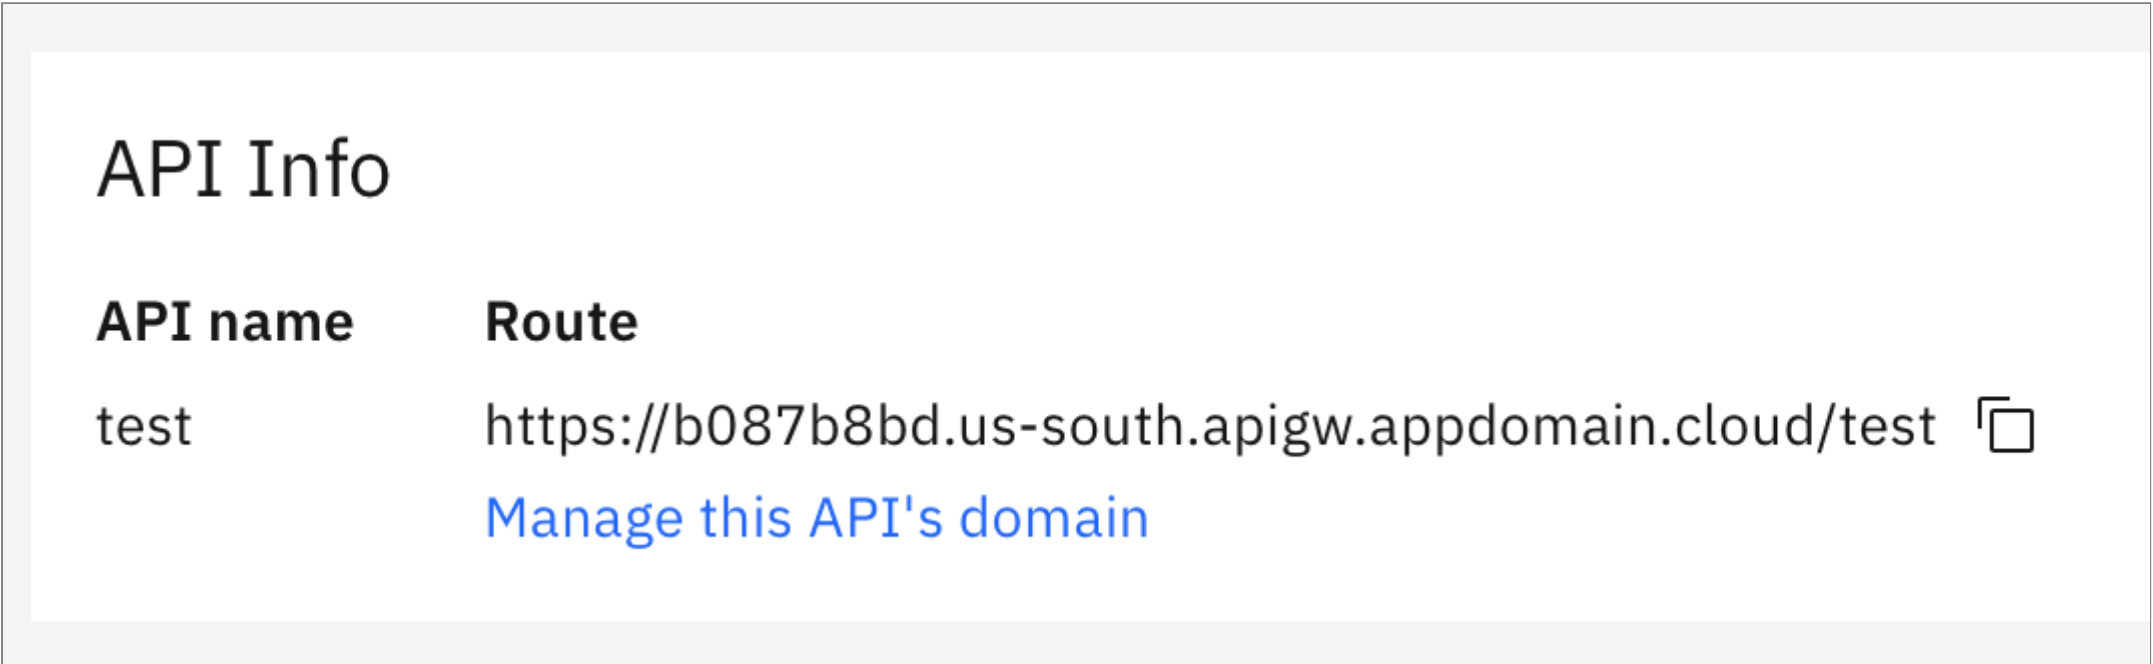 API Info
API name Route
test https://b087b8bd.us-south.apigw.appdomain.cloud/test
Manage this API's domain